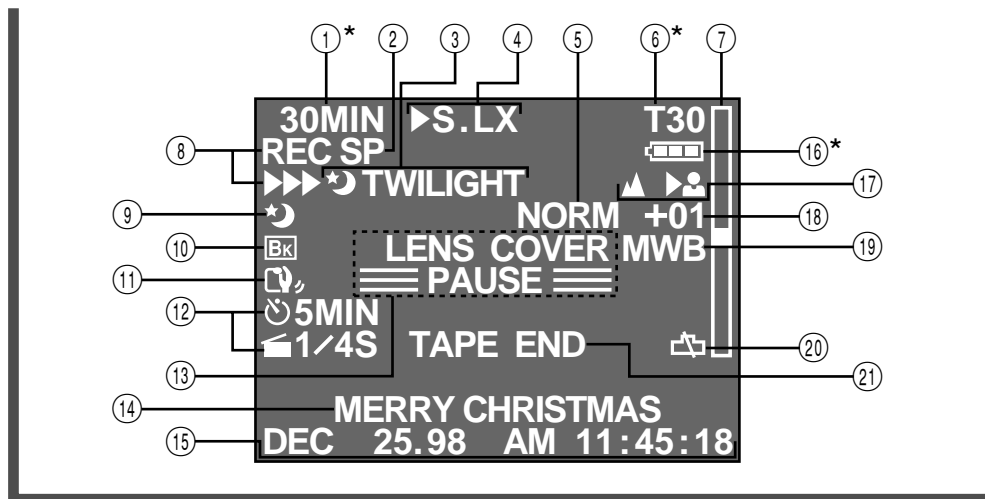 ① * ② ③ ④ ⑤ ⑥ * ⑦
30MIN ▶S.LX T30
⑧ REC SP ⑯ *
▶▶▶ TWILIGHT ▶ ⑰
⑨ NORM +01 ⑱
⑩ BK LENS COVER MWB ⑲
⑪ PAUSE
⑫ 5MIN
1/4S TAPE END ⑳
⑬ ㉑
⑭ MERRY CHRISTMAS
⑮ DEC 25.98 AM 11:45:18